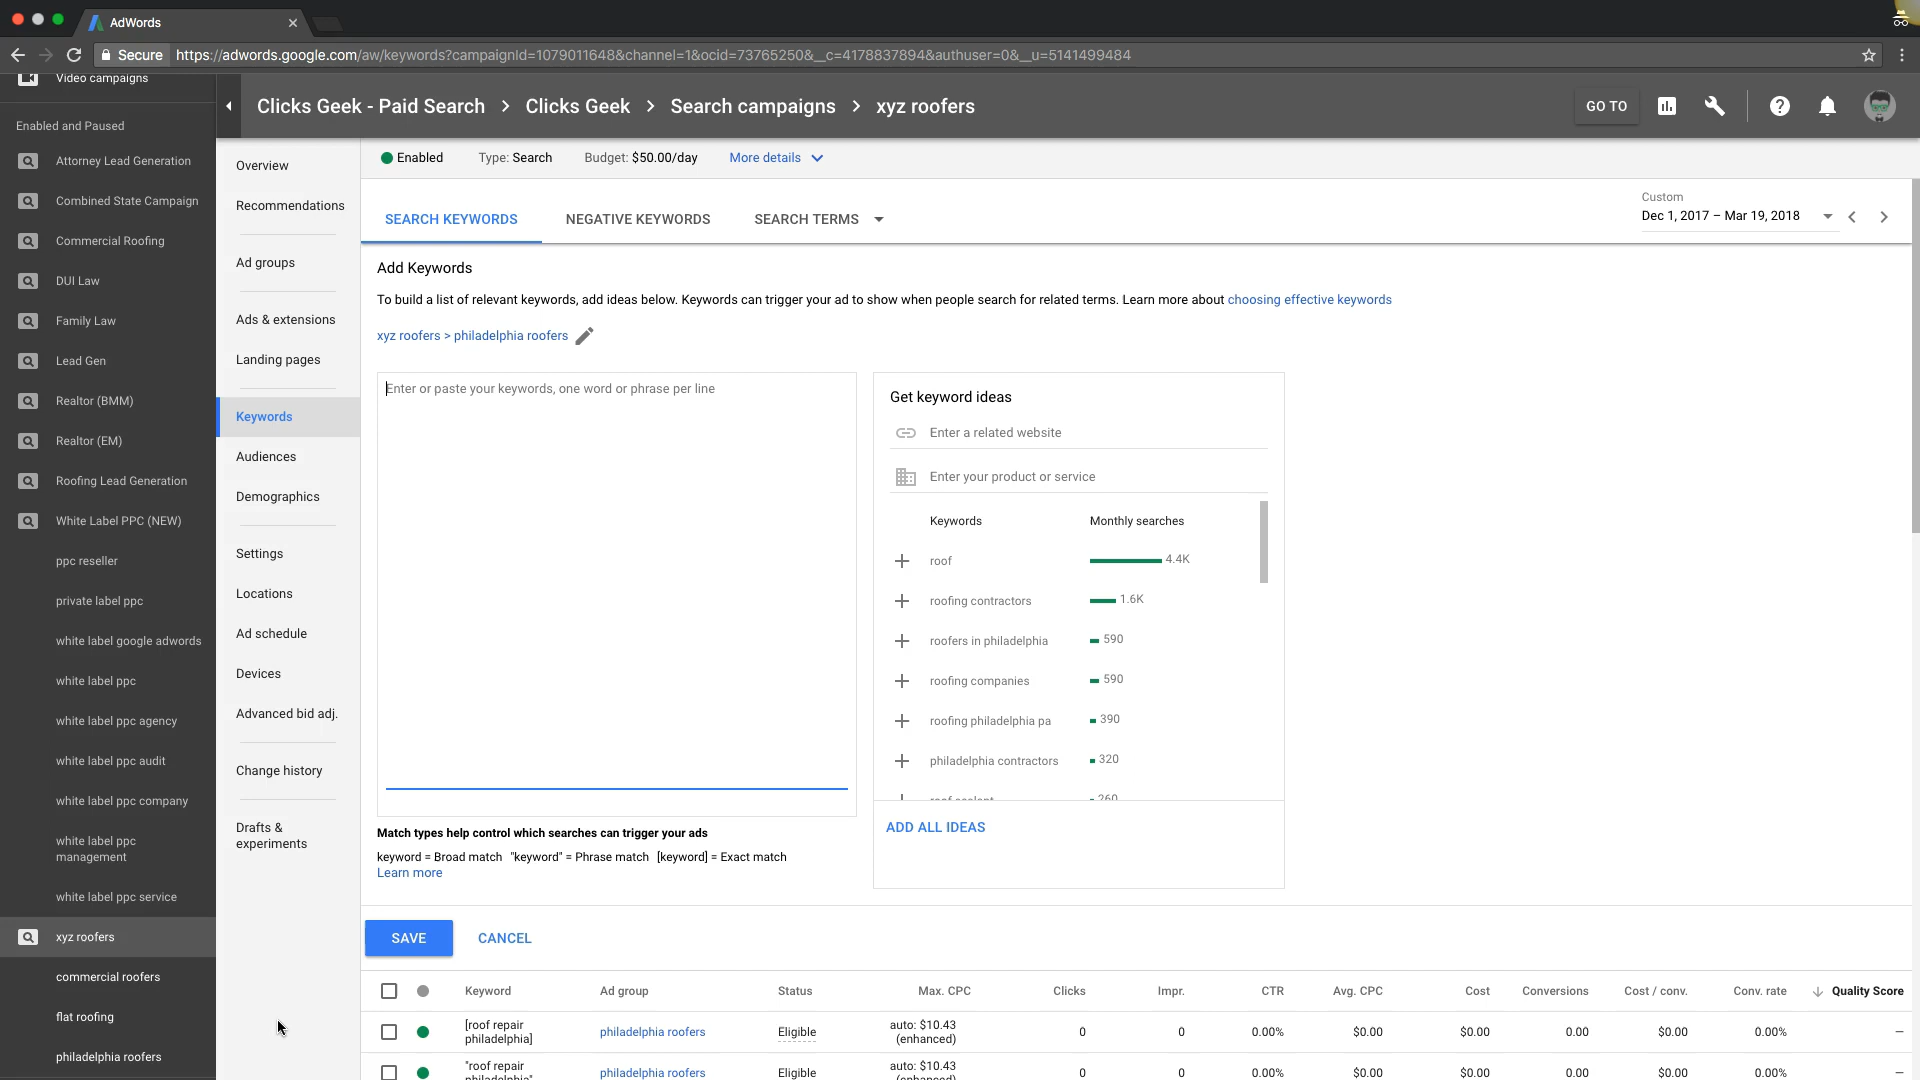 AdWords
Secure
https://adwords.google.com/aw/keywords?campaignId=1079011648&channel=1&ocid=73765250&__c=4178837894&authuser=0&__u=5141499484
Video campaigns
Clicks Geek - Paid Search > Clicks Geek > Search campaigns > xyz roofers
GO TO
Enabled and Paused
Attorney Lead Generation
Combined State Campaign
Commercial Roofing
DUI Law
Family Law
Lead Gen
Realtor (BMM)
Realtor (EM)
Roofing Lead Generation
White Label PPC (NEW)
ppc reseller
private label ppc
white label google adwords
white label ppc
white label ppc agency
white label ppc audit
white label ppc company
white label ppc
management
white label ppc service
xyz roofers
commercial roofers
flat roofing
philadelphia roofers
Overview
Recommendations
Ad groups
Ads & extensions
Landing pages
Keywords
Audiences
Demographics
Settings
Locations
Ad schedule
Devices
Advanced bid adj.
Change history
Drafts &
experiments
Enabled Type: Search Budget: $50.00/day More details
SEARCH KEYWORDS NEGATIVE KEYWORDS SEARCH TERMS
Custom
Dec 1, 2017 – Mar 19, 2018
Add Keywords
To build a list of relevant keywords, add ideas below. Keywords can trigger your ad to show when people search for related terms. Learn more about choosing effective keywords
xyz roofers > philadelphia roofers
Enter or paste your keywords, one word or phrase per line
Get keyword ideas
Enter a related website
Enter your product or service
Keywords Monthly searches
roof 4.4K
roofing contractors 1.6K
roofers in philadelphia 590
roofing companies 590
roofing philadelphia pa 390
philadelphia contractors 320
260
ADD ALL IDEAS
Match types help control which searches can trigger your ads
keyword = Broad match "keyword" = Phrase match [keyword] = Exact match
Learn more
SAVE CANCEL
Keyword Ad group Status Max. CPC Clicks Impr. CTR Avg. CPC Cost Conversions Cost / conv. Conv. rate Quality Score
[roof repair
philadelphia] philadelphia roofers Eligible auto: $10.43
(enhanced) 0 0 0.00% $0.00 $0.00 0.00 $0.00 0.00% –
"roof repair
philadelphia" philadelphia roofers Eligible auto: $10.43
(enhanced) 0 0 0.00% $0.00 $0.00 0.00 $0.00 0.00% –